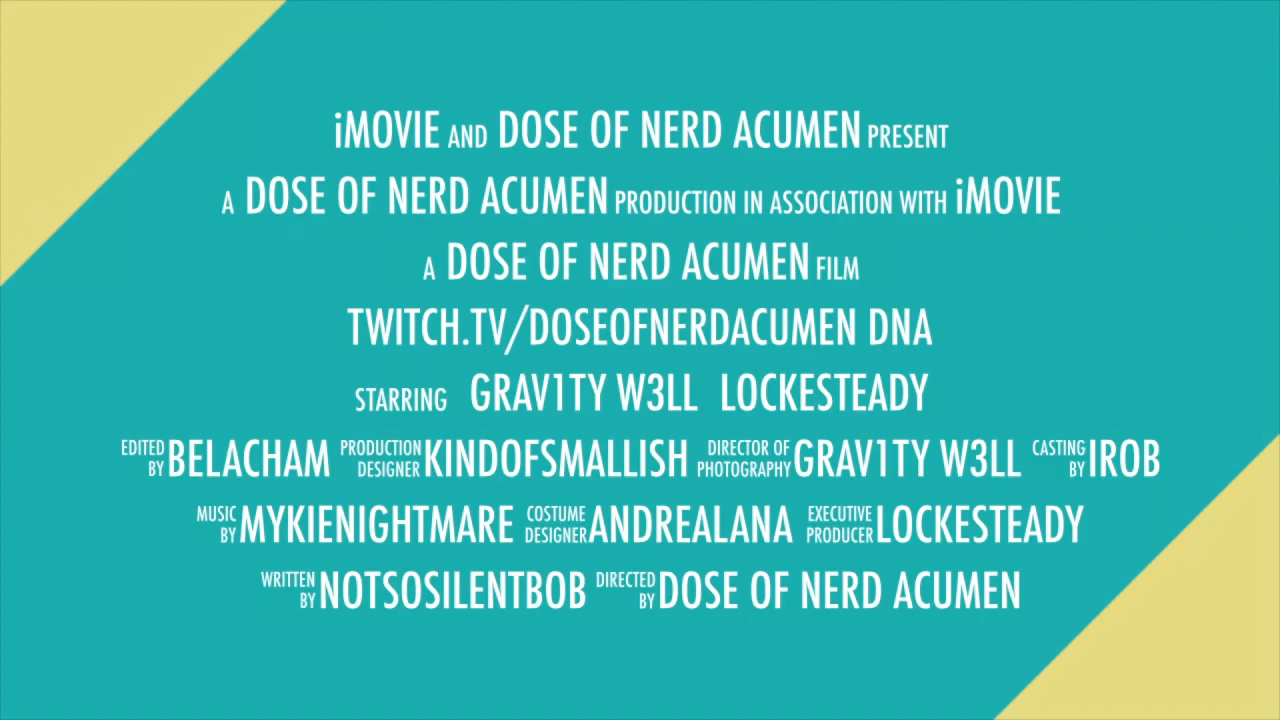 iMOVIE AND DOSE OF NERD ACUMEN PRESENT
A DOSE OF NERD ACUMEN PRODUCTION IN ASSOCIATION WITH iMOVIE
A DOSE OF NERD ACUMEN FILM
TWITCH.TV/DOSEOFNERDACUMEN DNA
STARRING GRAV1TY W3LL LOCKESTEADY
EDITED BY BELACHAM PRODUCTION DESIGNER KINDOFSMALLISH DIRECTOR OF PHOTOGRAPHY GRAV1TY W3LL CASTING BY IROB
MUSIC BY MYKIENIGHTMARE COSTUME DESIGNER ANDREALANA EXECUTIVE PRODUCER LOCKESTEADY
WRITTEN BY NOTSOSILENTBOB DIRECTED BY DOSE OF NERD ACUMEN